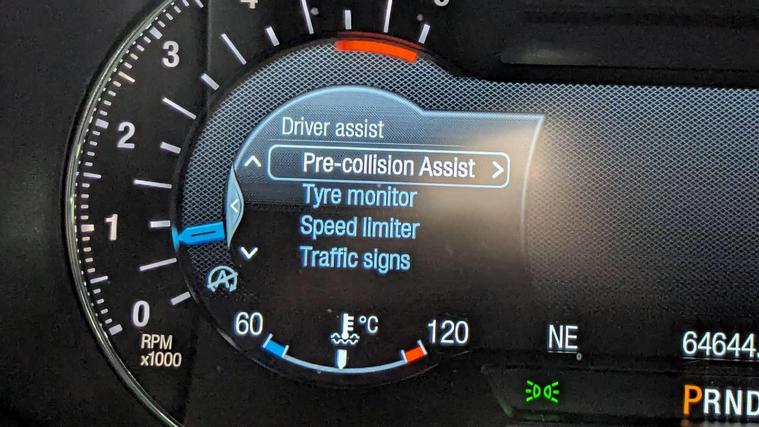 3
2
1
0
RPM
x1000
Driver assist
Pre-collision Assist >
Tyre monitor
Speed limiter
Traffic signs
A
60 °C 120
NE
64644.
PRND